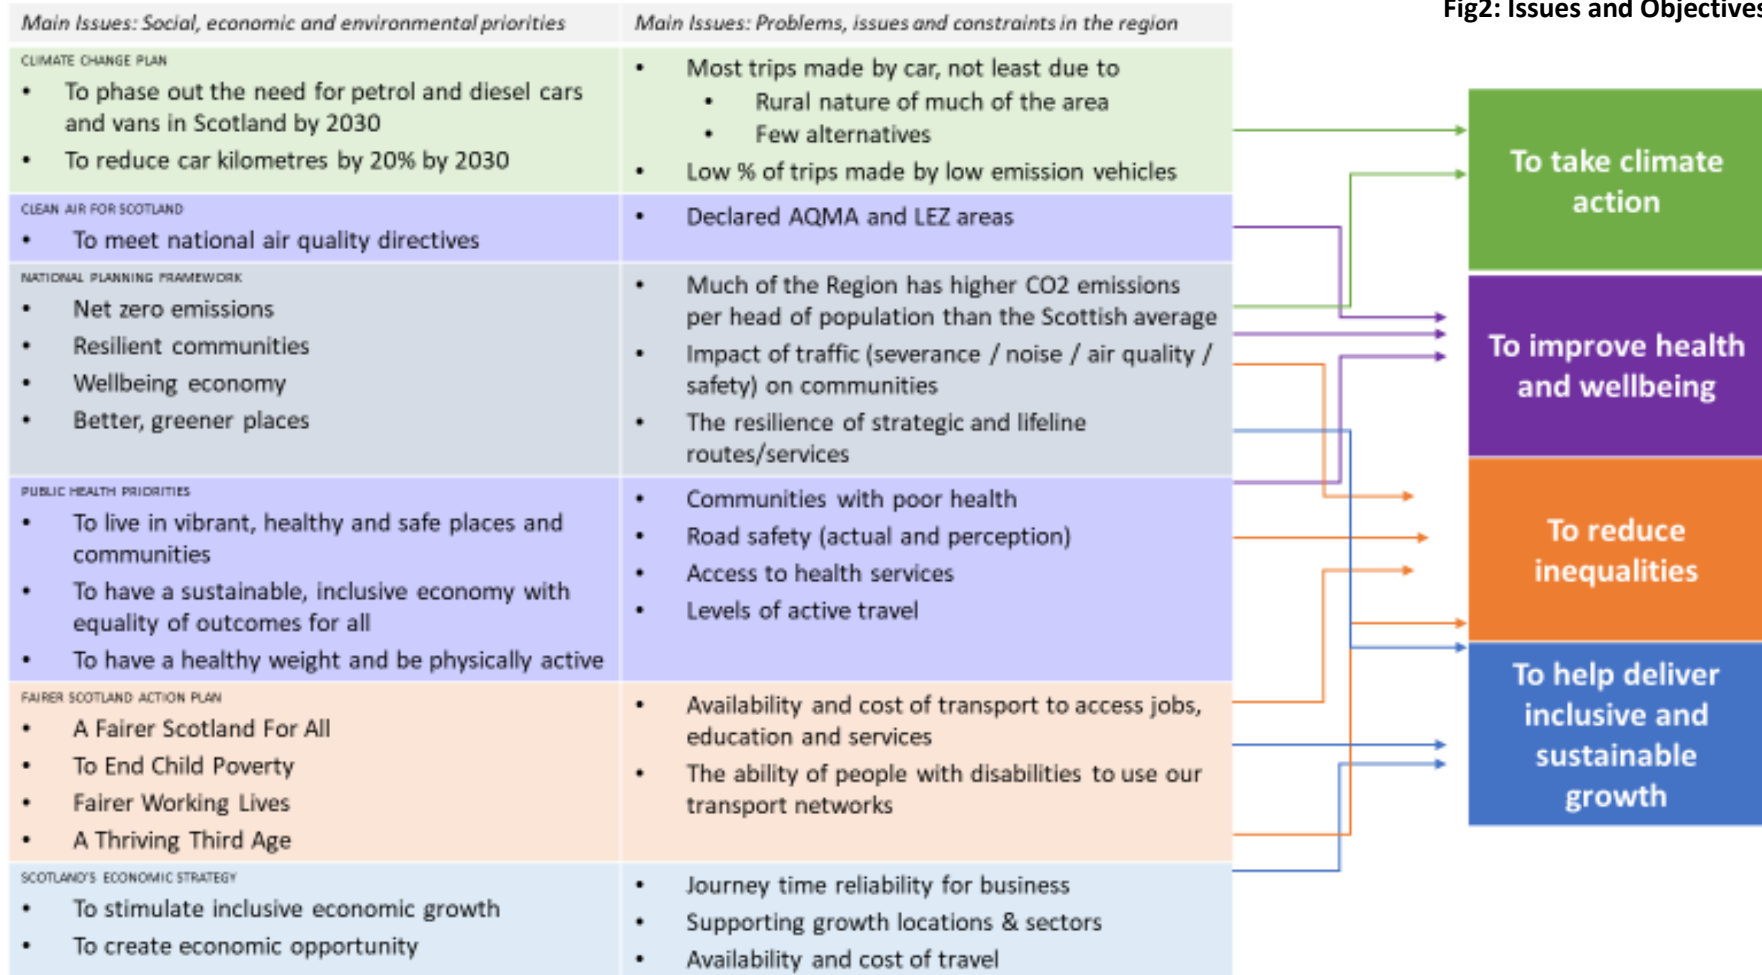 Fig2: Issues and Objectives
Main Issues: Social, economic and environmental priorities
Main Issues: Problems, issues and constraints in the region
CLIMATE CHANGE PLAN
• To phase out the need for petrol and diesel cars
and vans in Scotland by 2030
• To reduce car kilometres by 20% by 2030
• Most trips made by car, not least due to
• Rural nature of much of the area
• Few alternatives
• Low % of trips made by low emission vehicles
CLEAN AIR FOR SCOTLAND
• To meet national air quality directives
• Declared AQMA and LEZ areas
NATIONAL PLANNING FRAMEWORK
• Net zero emissions
• Resilient communities
• Wellbeing economy
• Better, greener places
• Much of the Region has higher CO2 emissions
per head of population than the Scottish average
• Impact of traffic (severance / noise / air quality /
safety) on communities
• The resilience of strategic and lifeline
routes/services
PUBLIC HEALTH PRIORITIES
• To live in vibrant, healthy and safe places and
communities
• To have a sustainable, inclusive economy with
equality of outcomes for all
• To have a healthy weight and be physically active
• Communities with poor health
• Road safety (actual and perception)
• Access to health services
• Levels of active travel
FAIRER SCOTLAND ACTION PLAN
• A Fairer Scotland For All
• To End Child Poverty
• Fairer Working Lives
• A Thriving Third Age
• Availability and cost of transport to access jobs,
education and services
• The ability of people with disabilities to use our
transport networks
SCOTLAND'S ECONOMIC STRATEGY
• To stimulate inclusive economic growth
• To create economic opportunity
• Journey time reliability for business
• Supporting growth locations & sectors
• Availability and cost of travel
To take climate
action
To improve health
and wellbeing
To reduce
inequalities
To help deliver
inclusive and
sustainable
growth